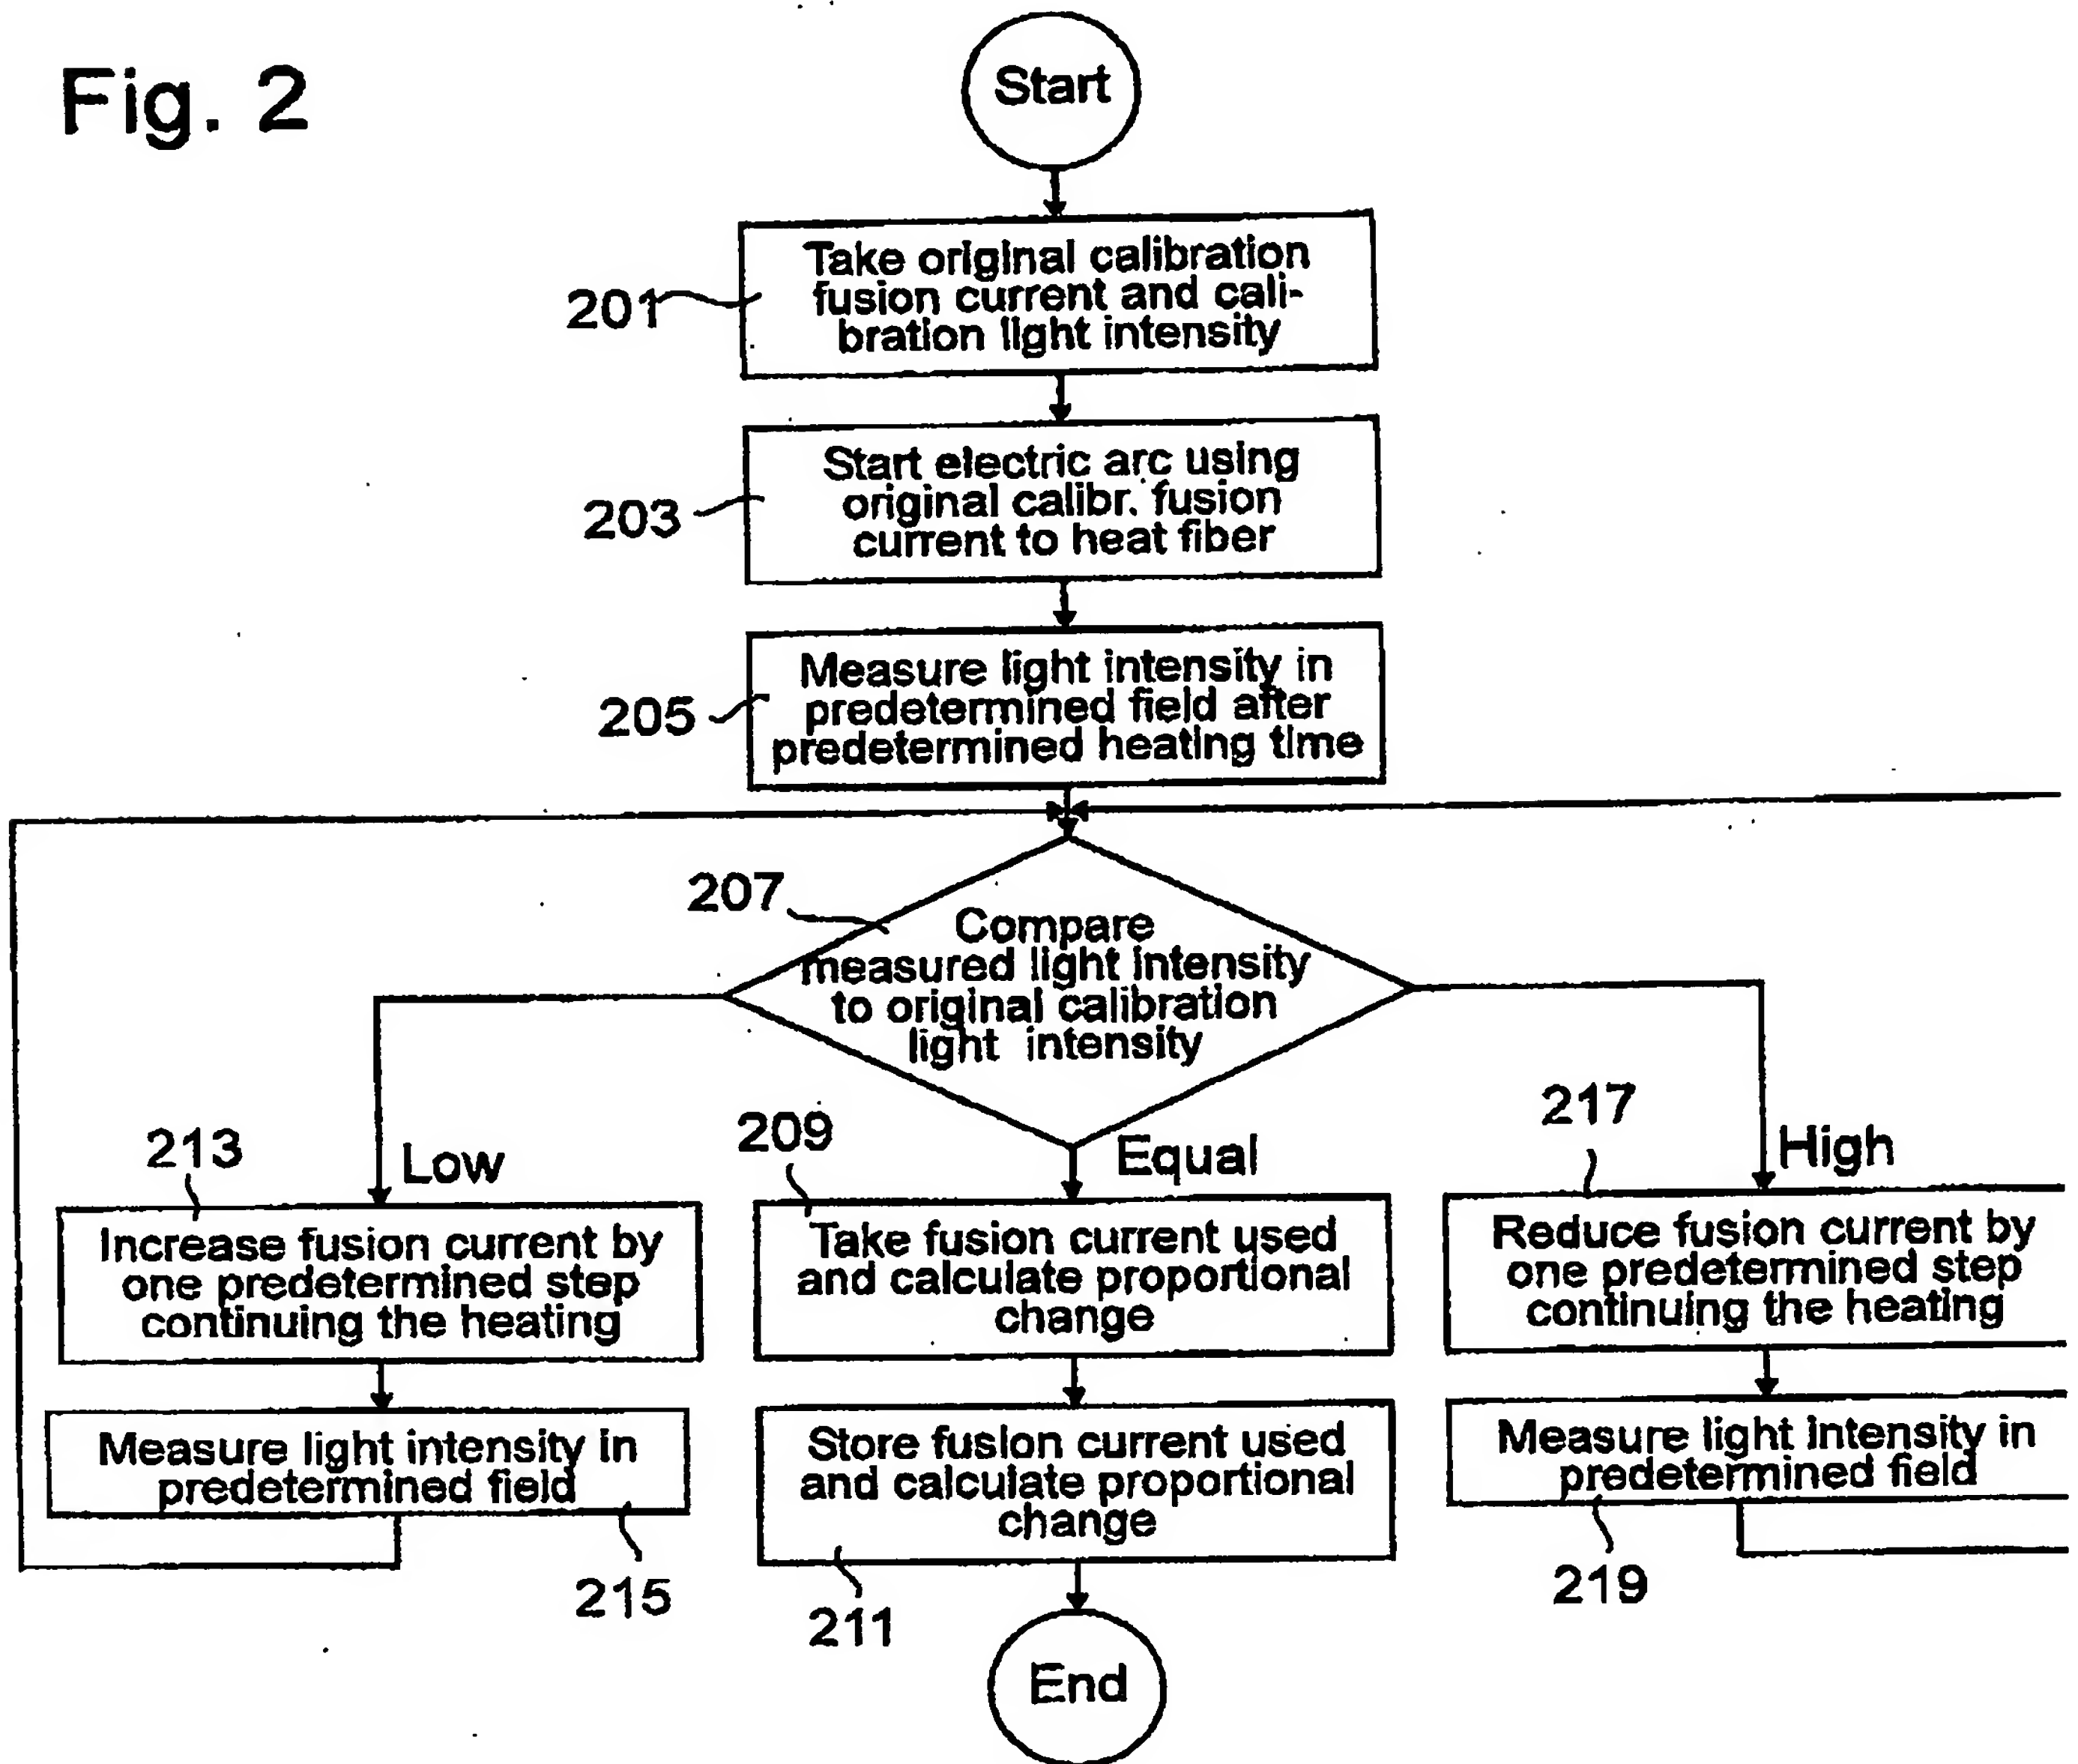 Fig. 2
Start
Take original calibration
fusion current and cali-
bration light intensity
201
Start electric arc using
original calibr. fusion
current to heat fiber
203
Measure light intensity in
predetermined field after
predetermined heating time
205
207
Compare
measured light intensity
to original calibration
light intensity
213
Low
209
Equal
217
High
Increase fusion current by
one predetermined step
continuing the heating
Take fusion current used
and calculate proportional
change
Reduce fusion current by
one predetermined step
continuing the heating
Measure light intensity in
predetermined field
215
Store fusion current used
and calculate proportional
change
211
Measure light intensity in
predetermined field
219
End